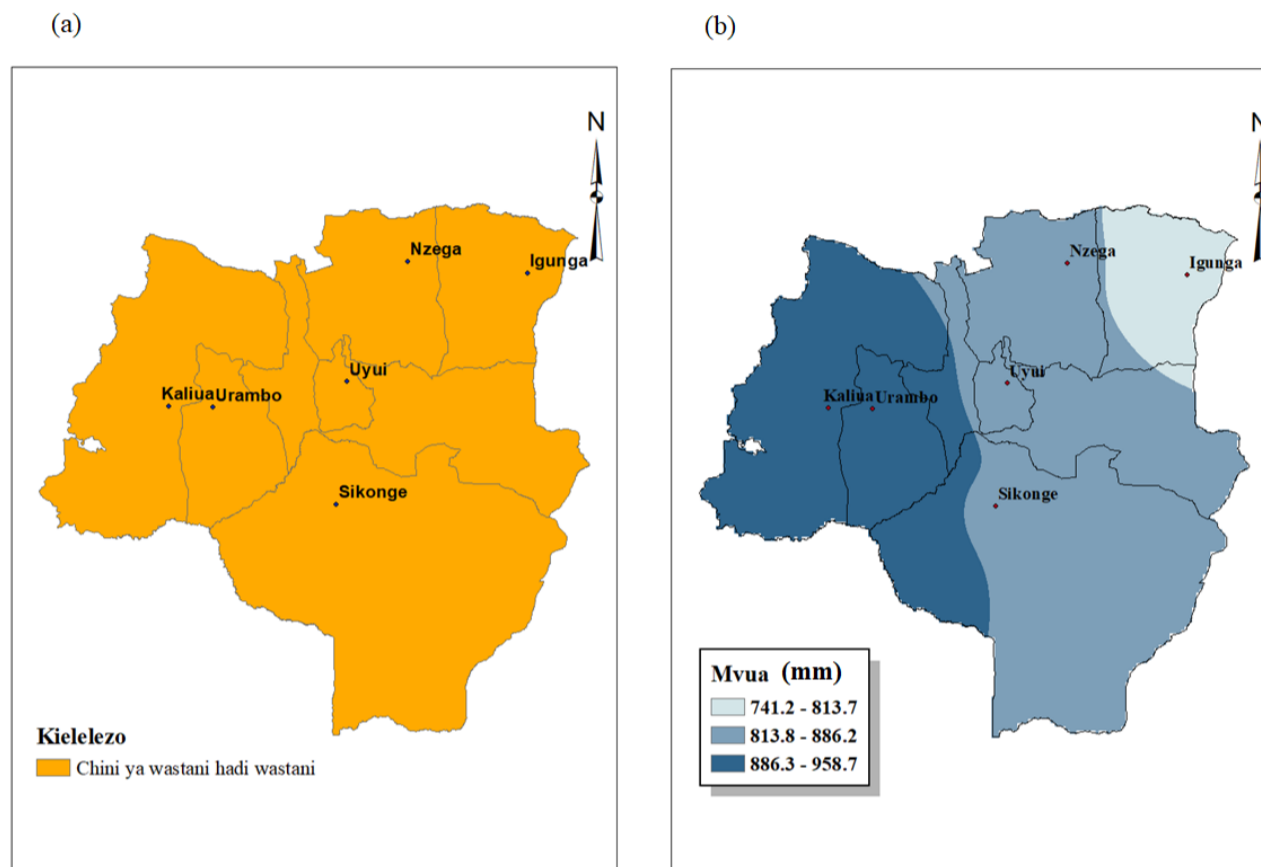 (a)
N
Nzega
Igunga
Uyui
Kaliua
Urambo
Sikonge
Kielelezo
Chini ya wastani hadi wastani
(b)
N
Nzega
Igunga
Uyui
Kaliua
Urambo
Sikonge
Mvua (mm)
741.2 - 813.7
813.8 - 886.2
886.3 - 958.7